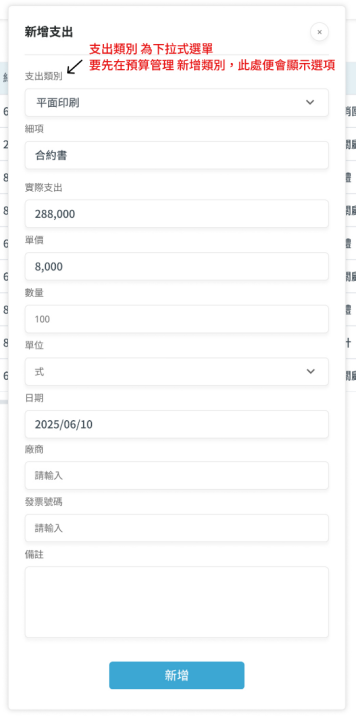 新增支出
×
支出類別 為下拉式選單
要先在預算管理 新增類別，此處便會顯示選項
支出類別
平面印刷
細項
合約書
實際支出
288,000
單價
8,000
數量
100
單位
式
日期
2025/06/10
廠商
請輸入
發票號碼
請輸入
備註
新增